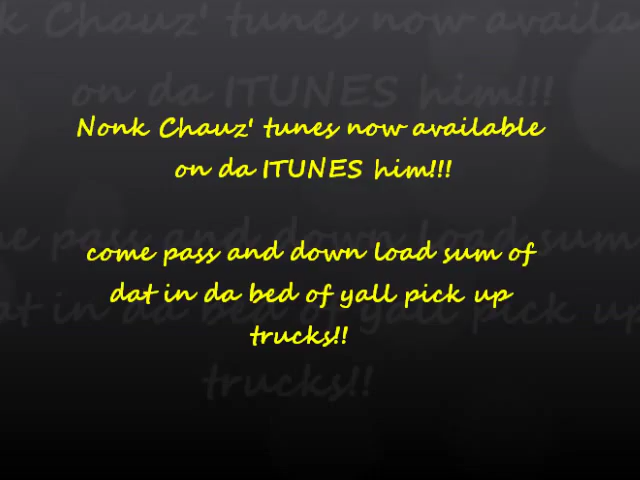 Nonk Chauz' tunes now available
on da ITUNES him!!!
come pass and down load sum of
dat in da bed of yall pick up
trucks!!